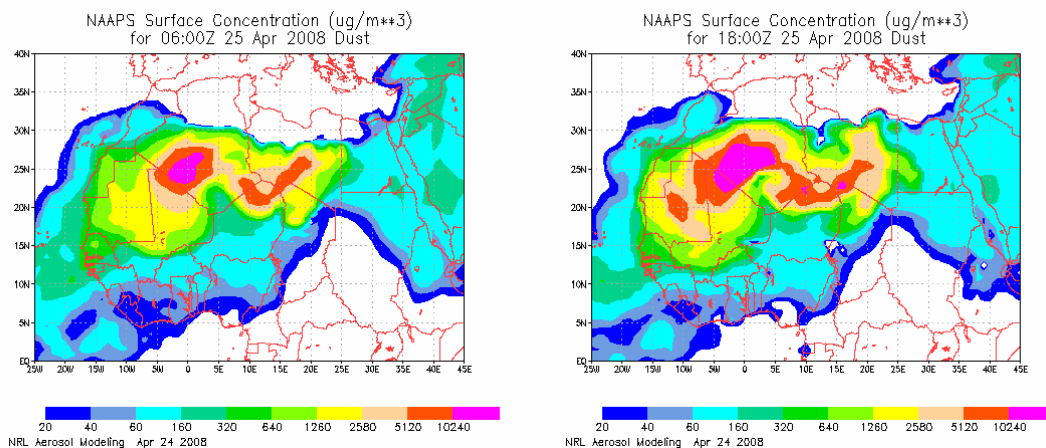 NAAPS Surface Concentration (ug/m**3)
for 06:00Z 25 Apr 2008 Dust
40N
35N
30N
25N
20N
15N
10N
5N
EQ
25W 20W 15W 10W 5W 0 5E 10E 15E 20E 25E 30E 35E 40E 45E
20 40 60 160 320 640 1260 2580 5120 10240
NRL Aerosol Modeling Apr 24 2008
NAAPS Surface Concentration (ug/m**3)
for 18:00Z 25 Apr 2008 Dust
40N
35N
30N
25N
20N
15N
10N
5N
EQ
25W 20W 15W 10W 5W 0 5E 10E 15E 20E 25E 30E 35E 40E 45E
20 40 60 160 320 640 1260 2580 5120 10240
NRL Aerosol Modeling Apr 24 2008